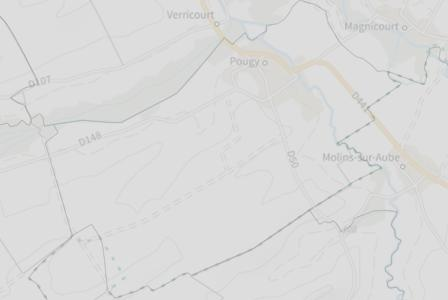 Verricourt
Magnicourt
Pougy
D107
D441
D148
D50
Molins-sur-Aube